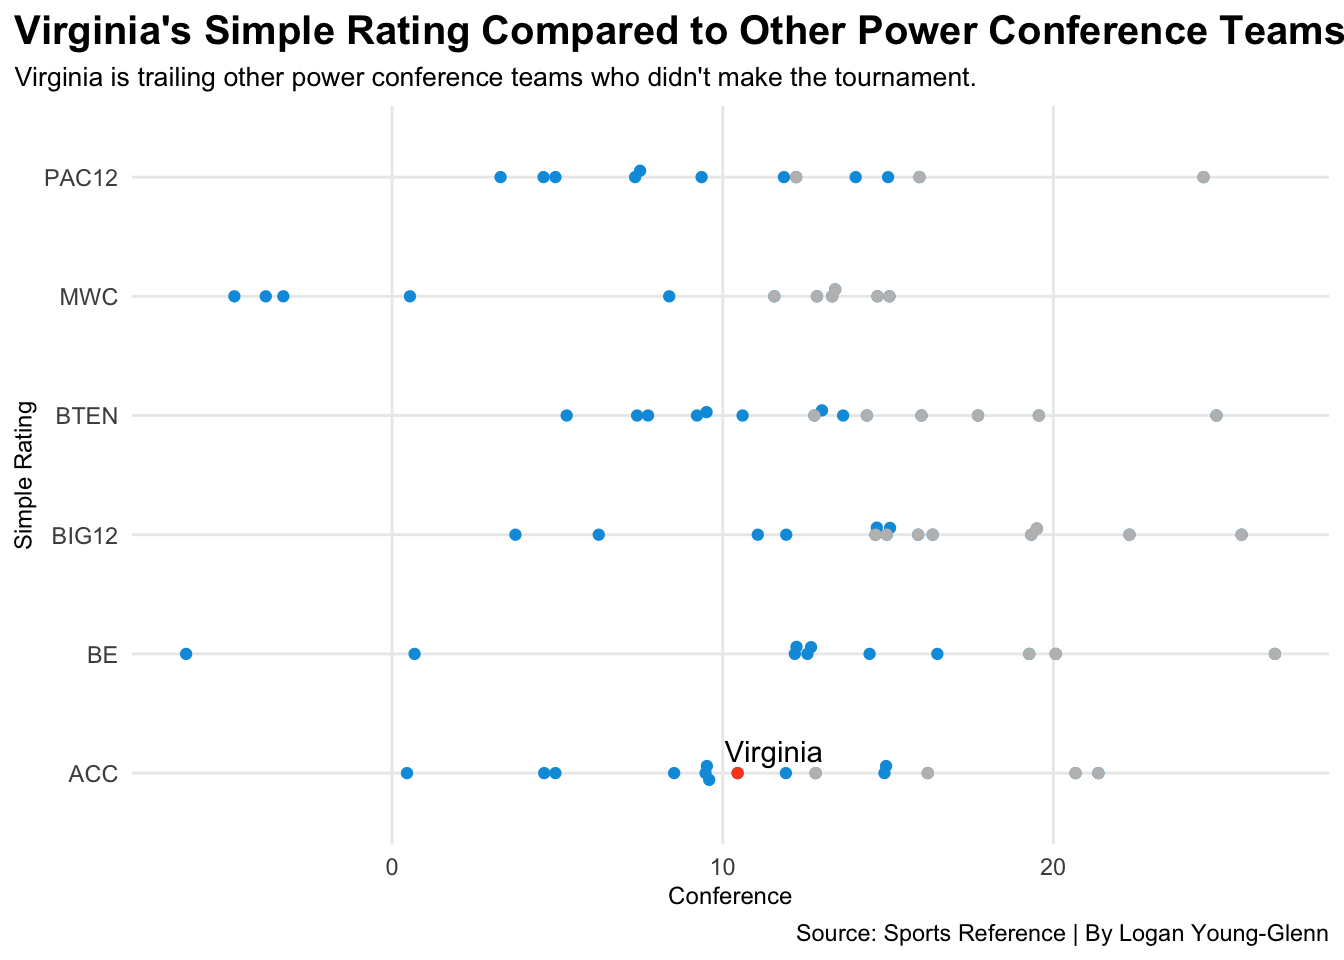 Virginia's Simple Rating Compared to Other Power Conference Teams
Virginia is trailing other power conference teams who didn't make the tournament.
PAC12
MWC
BTEN
BIG12
BE
ACC
Simple Rating
Virginia
0 10 20
Conference
Source: Sports Reference | By Logan Young-Glenn